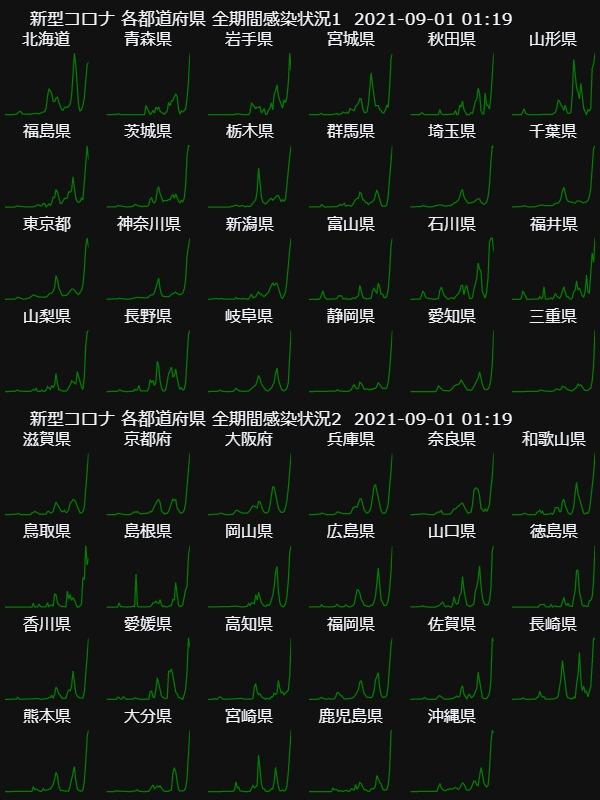 新型コロナ 各都道府県 全期間感染状況1 2021-09-01 01:19
北海道 青森県 岩手県 宮城県 秋田県 山形県
福島県 茨城県 栃木県 群馬県 埼玉県 千葉県
東京都 神奈川県 新潟県 富山県 石川県 福井県
山梨県 長野県 岐阜県 静岡県 愛知県 三重県
新型コロナ 各都道府県 全期間感染状況2 2021-09-01 01:19
滋賀県 京都府 大阪府 兵庫県 奈良県 和歌山県
鳥取県 島根県 岡山県 広島県 山口県 徳島県
香川県 愛媛県 高知県 福岡県 佐賀県 長崎県
熊本県 大分県 宮崎県 鹿児島県 沖縄県